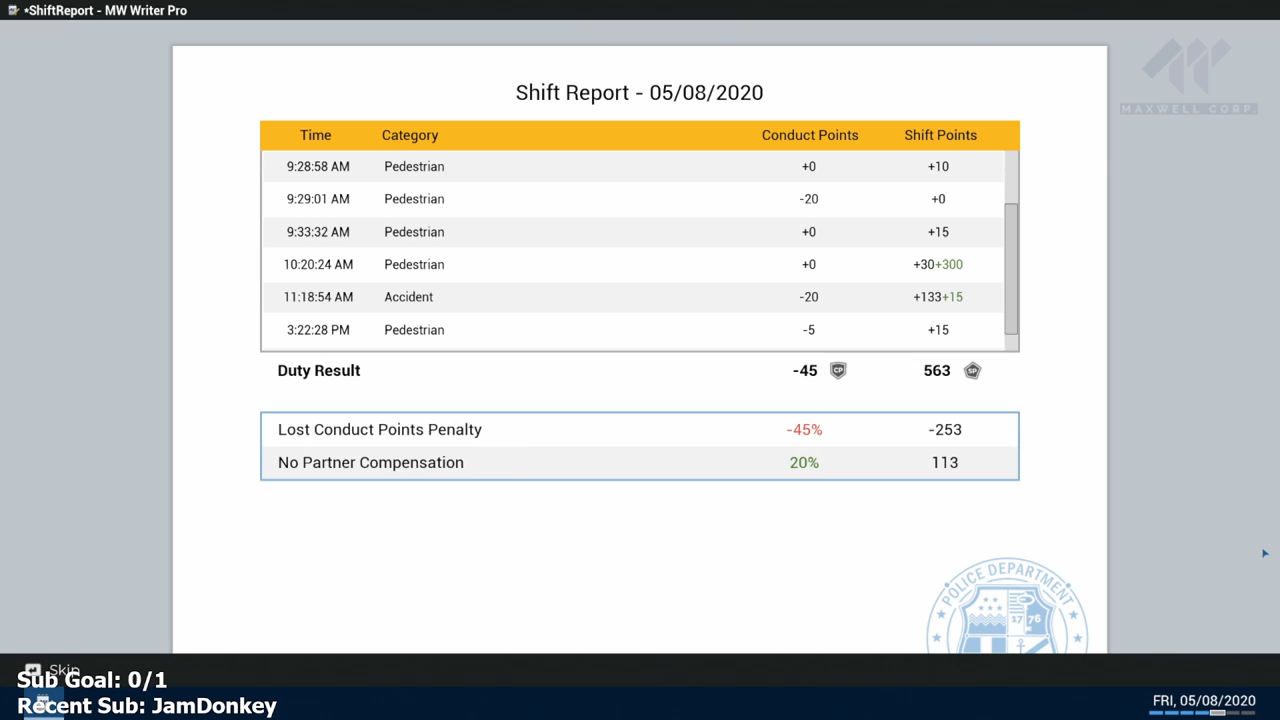 *ShiftReport - MW Writer Pro
MAXWELL CORP.
Shift Report - 05/08/2020
Time Category Conduct Points Shift Points
9:28:58 AM Pedestrian +0 +10
9:29:01 AM Pedestrian -20 +0
9:33:32 AM Pedestrian +0 +15
10:20:24 AM Pedestrian +0 +30+300
11:18:54 AM Accident -20 +133+15
3:22:28 PM Pedestrian -5 +15
Duty Result -45 CP 563 SP
Lost Conduct Points Penalty -45% -253
No Partner Compensation 20% 113
POLICE DEPARTMENT
1776
Skip
Sub Goal: 0/1
Recent Sub: JamDonkey
FRI, 05/08/2020